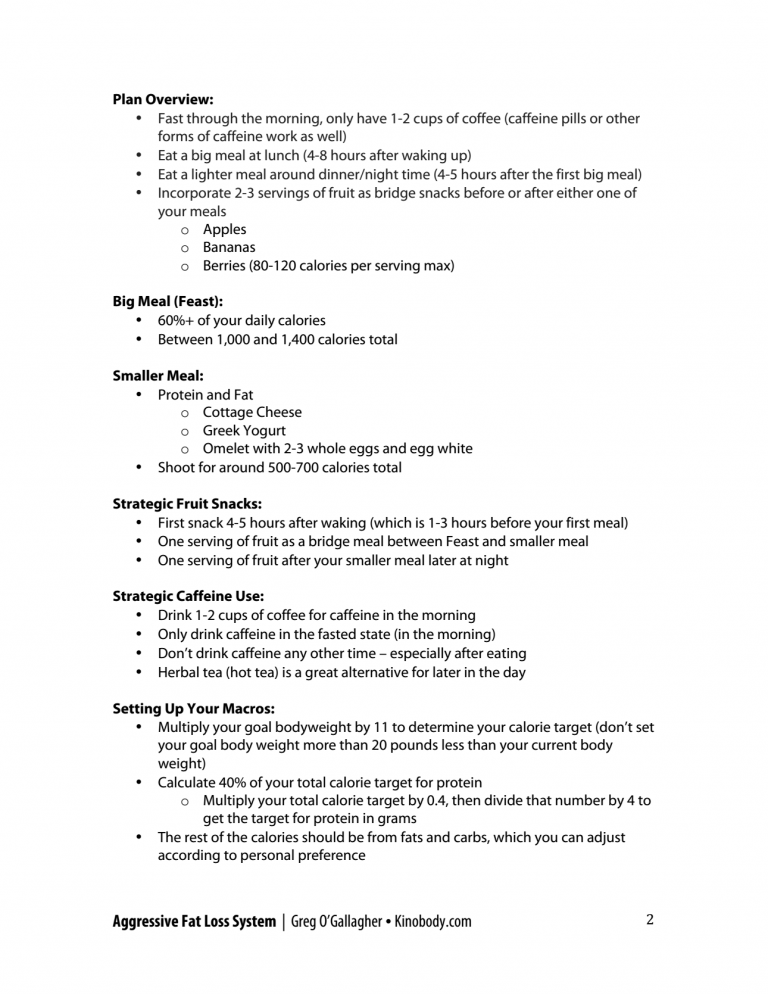 Plan Overview:
• Fast through the morning, only have 1-2 cups of coffee (caffeine pills or other
forms of caffeine work as well)
• Eat a big meal at lunch (4-8 hours after waking up)
• Eat a lighter meal around dinner/night time (4-5 hours after the first big meal)
• Incorporate 2-3 servings of fruit as bridge snacks before or after either one of
your meals
o Apples
o Bananas
o Berries (80-120 calories per serving max)
Big Meal (Feast):
• 60%+ of your daily calories
• Between 1,000 and 1,400 calories total
Smaller Meal:
• Protein and Fat
o Cottage Cheese
o Greek Yogurt
o Omelet with 2-3 whole eggs and egg white
• Shoot for around 500-700 calories total
Strategic Fruit Snacks:
• First snack 4-5 hours after waking (which is 1-3 hours before your first meal)
• One serving of fruit as a bridge meal between Feast and smaller meal
• One serving of fruit after your smaller meal later at night
Strategic Caffeine Use:
• Drink 1-2 cups of coffee for caffeine in the morning
• Only drink caffeine in the fasted state (in the morning)
• Don't drink caffeine any other time – especially after eating
• Herbal tea (hot tea) is a great alternative for later in the day
Setting Up Your Macros:
• Multiply your goal bodyweight by 11 to determine your calorie target (don't set
your goal body weight more than 20 pounds less than your current body
weight)
• Calculate 40% of your total calorie target for protein
o Multiply your total calorie target by 0.4, then divide that number by 4 to
get the target for protein in grams
• The rest of the calories should be from fats and carbs, which you can adjust
according to personal preference
Aggressive Fat Loss System | Greg O'Gallagher • Kinobody.com 2